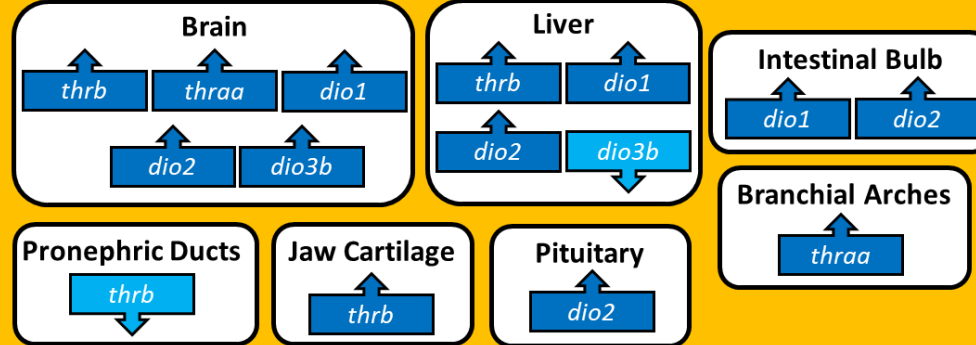 Brain
thrb thraa dio1
dio2 dio3b
Liver
thrb dio1
dio2 dio3b
Intestinal Bulb
dio1 dio2
Branchial Arches
thraa
Pronephric Ducts
thrb
Jaw Cartilage
thrb
Pituitary
dio2